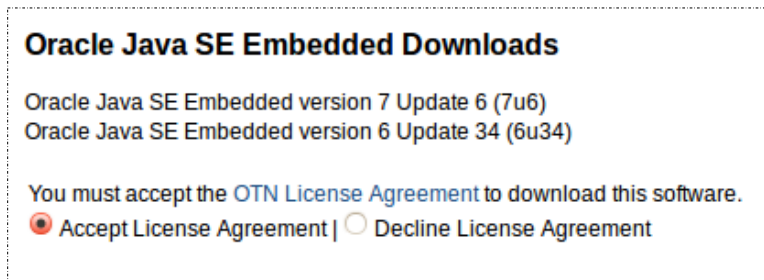 Oracle Java SE Embedded Downloads
Oracle Java SE Embedded version 7 Update 6 (7u6)
Oracle Java SE Embedded version 6 Update 34 (6u34)
You must accept the OTN License Agreement to download this software.
Accept License Agreement | Decline License Agreement